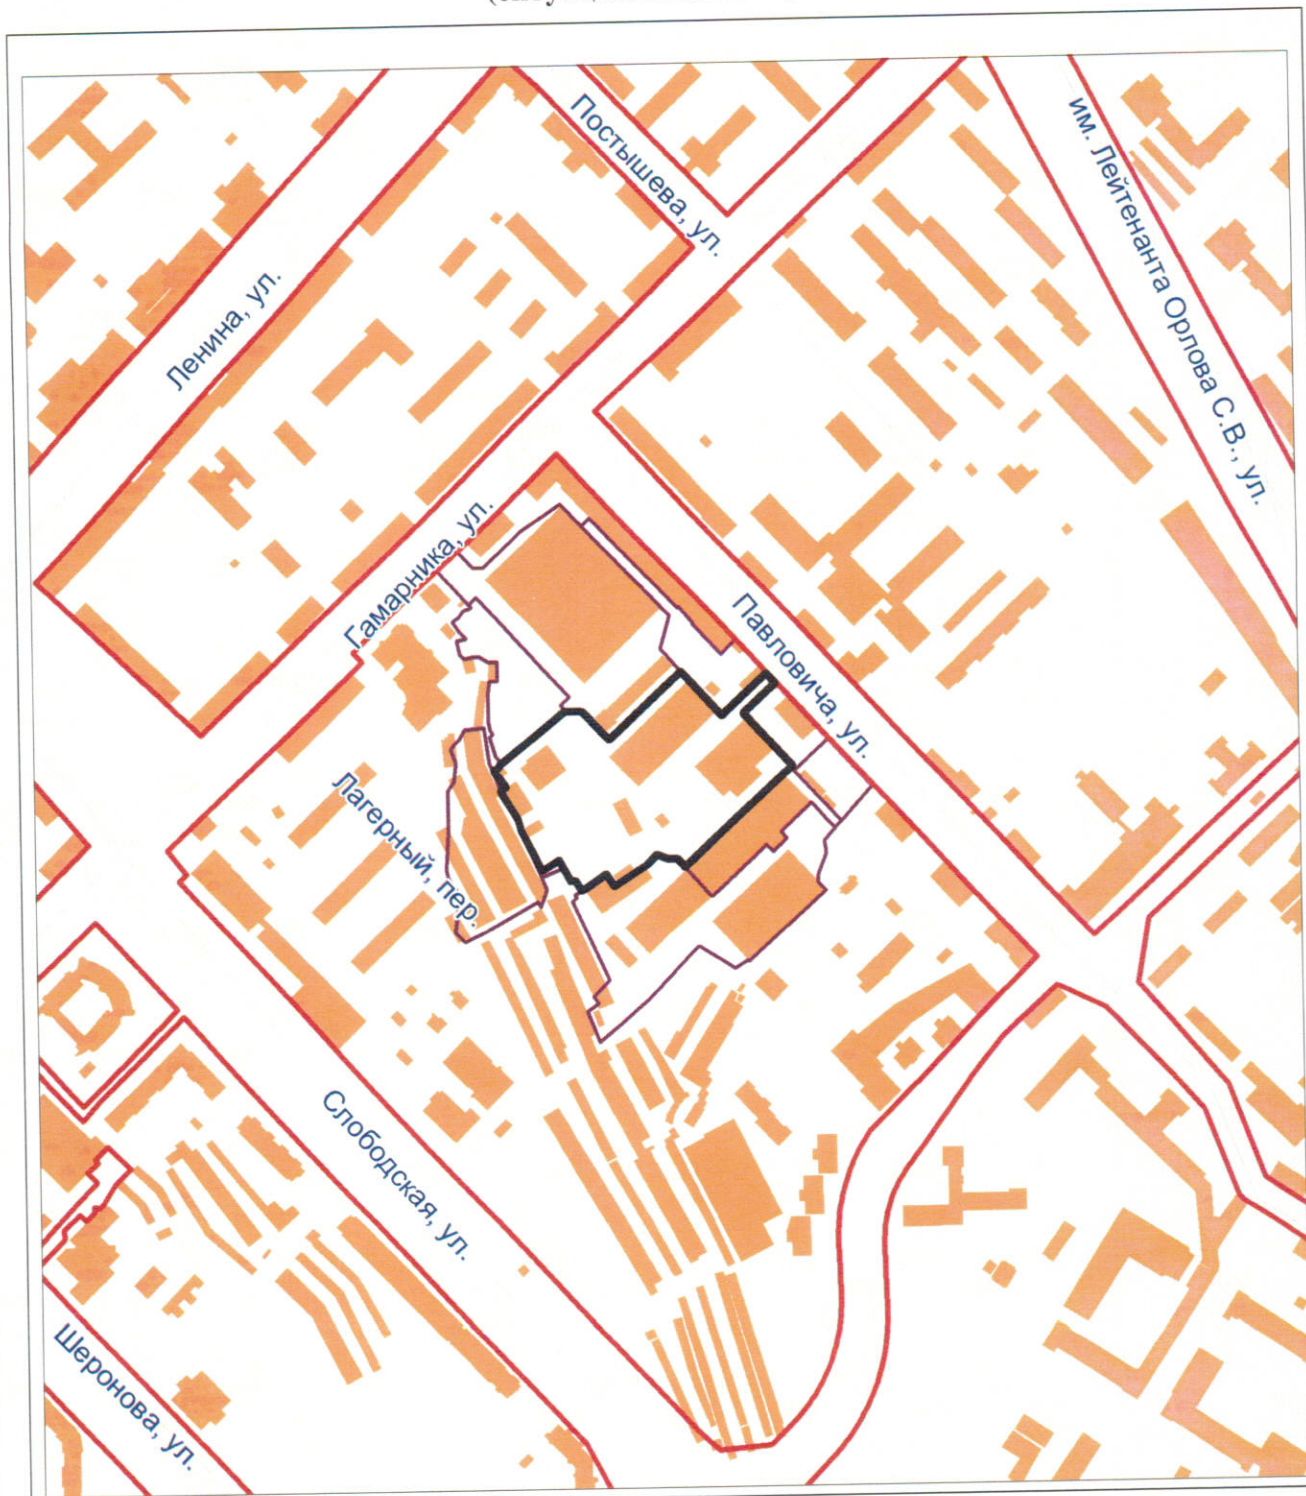 Постышева, ул.
им. Лейтенанта Орлова С.В., ул.
Ленина, ул.
Гамарника, ул.
Павловича, ул.
Лагерный, пер.
Слободская, ул.
Шеронова, ул.